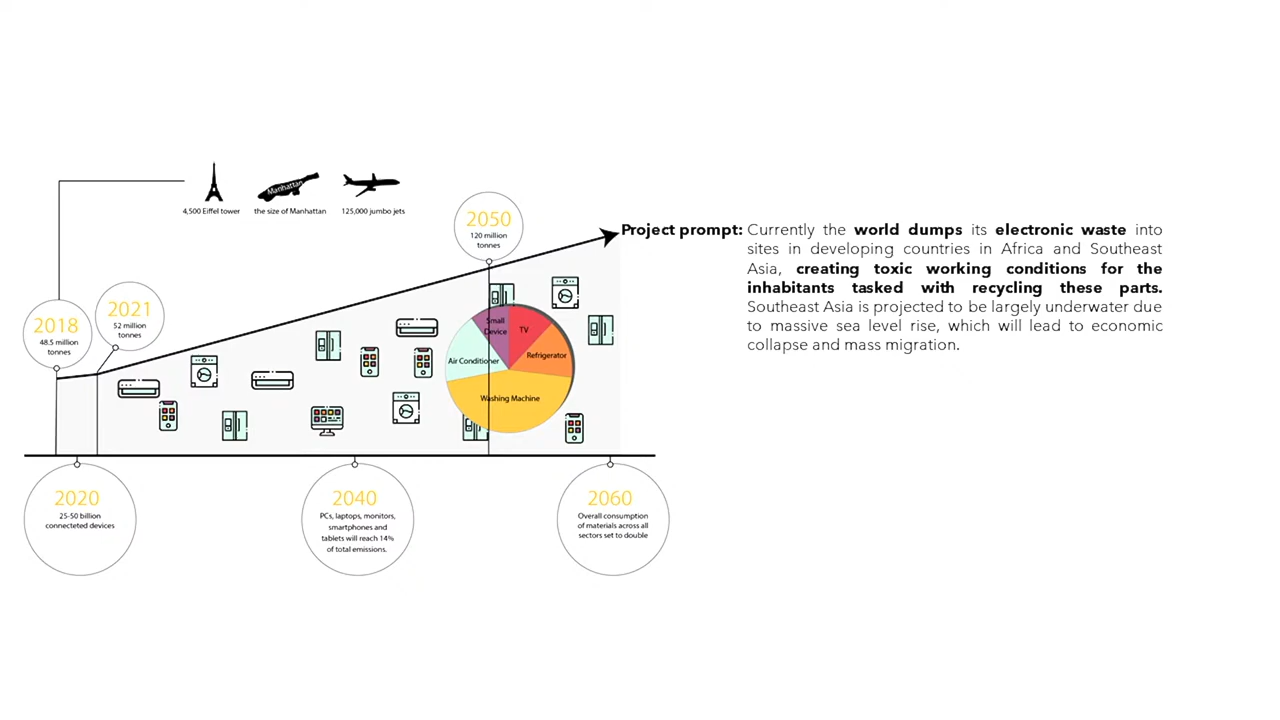 Manhattan
4,500 Eiffel tower
the size of Manhattan
125,000 jumbo jets
2050
120 million
tonnes
2018
48.5 million
tonnes
2021
52 million
tonnes
Small
Device
TV
Air Conditioner
Refrigerator
Washing Machine
2020
25-50 billion
connecteted devices
2040
PCs, laptops, monitors,
smartphones and
tablets will reach 14%
of total emissions.
2060
Overall consumption
of materials across all
sectors set to double
Project prompt: Currently the world dumps its electronic waste into
sites in developing countries in Africa and Southeast
Asia, creating toxic working conditions for the
inhabitants tasked with recycling these parts.
Southeast Asia is projected to be largely underwater due
to massive sea level rise, which will lead to economic
collapse and mass migration.